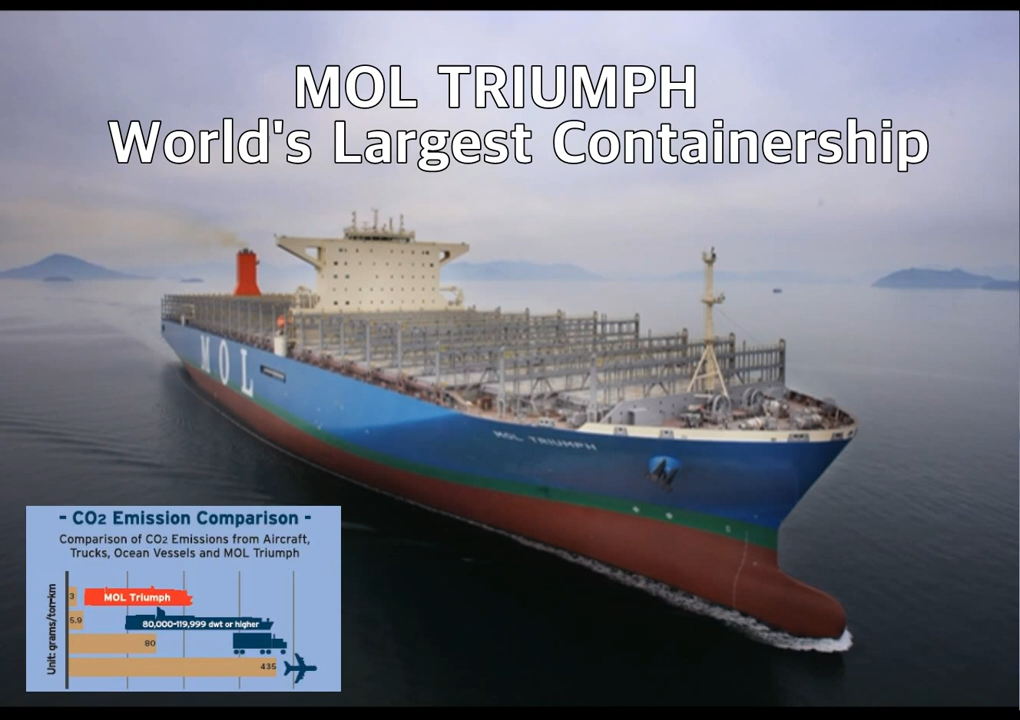 MOL TRIUMPH
World's Largest Containership
MOL
MOL TRIUMPH
- CO2 Emission Comparison -
Comparison of CO2 Emissions from Aircraft,
Trucks, Ocean Vessels and MOL Triumph
Unit: grams/ton-km
3 MOL Triumph
5.9 80,000-119,999 dwt or higher
80
435